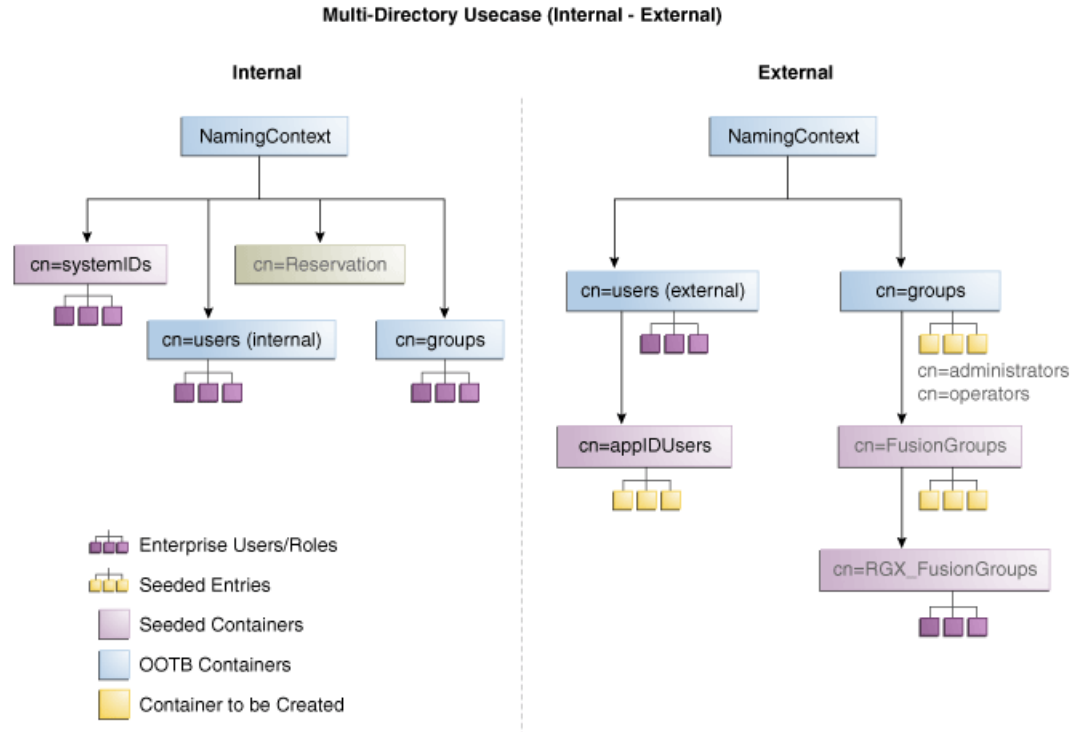 Multi-Directory Usecase (Internal - External)
Internal
NamingContext
cn=systemIDs
cn=Reservation
cn=users (internal)
cn=groups
External
NamingContext
cn=users (external)
cn=groups
cn=administrators
cn=operators
cn=appIDUsers
cn=FusionGroups
cn=RGX_FusionGroups
Enterprise Users/Roles
Seeded Entries
Seeded Containers
OOTB Containers
Container to be Created